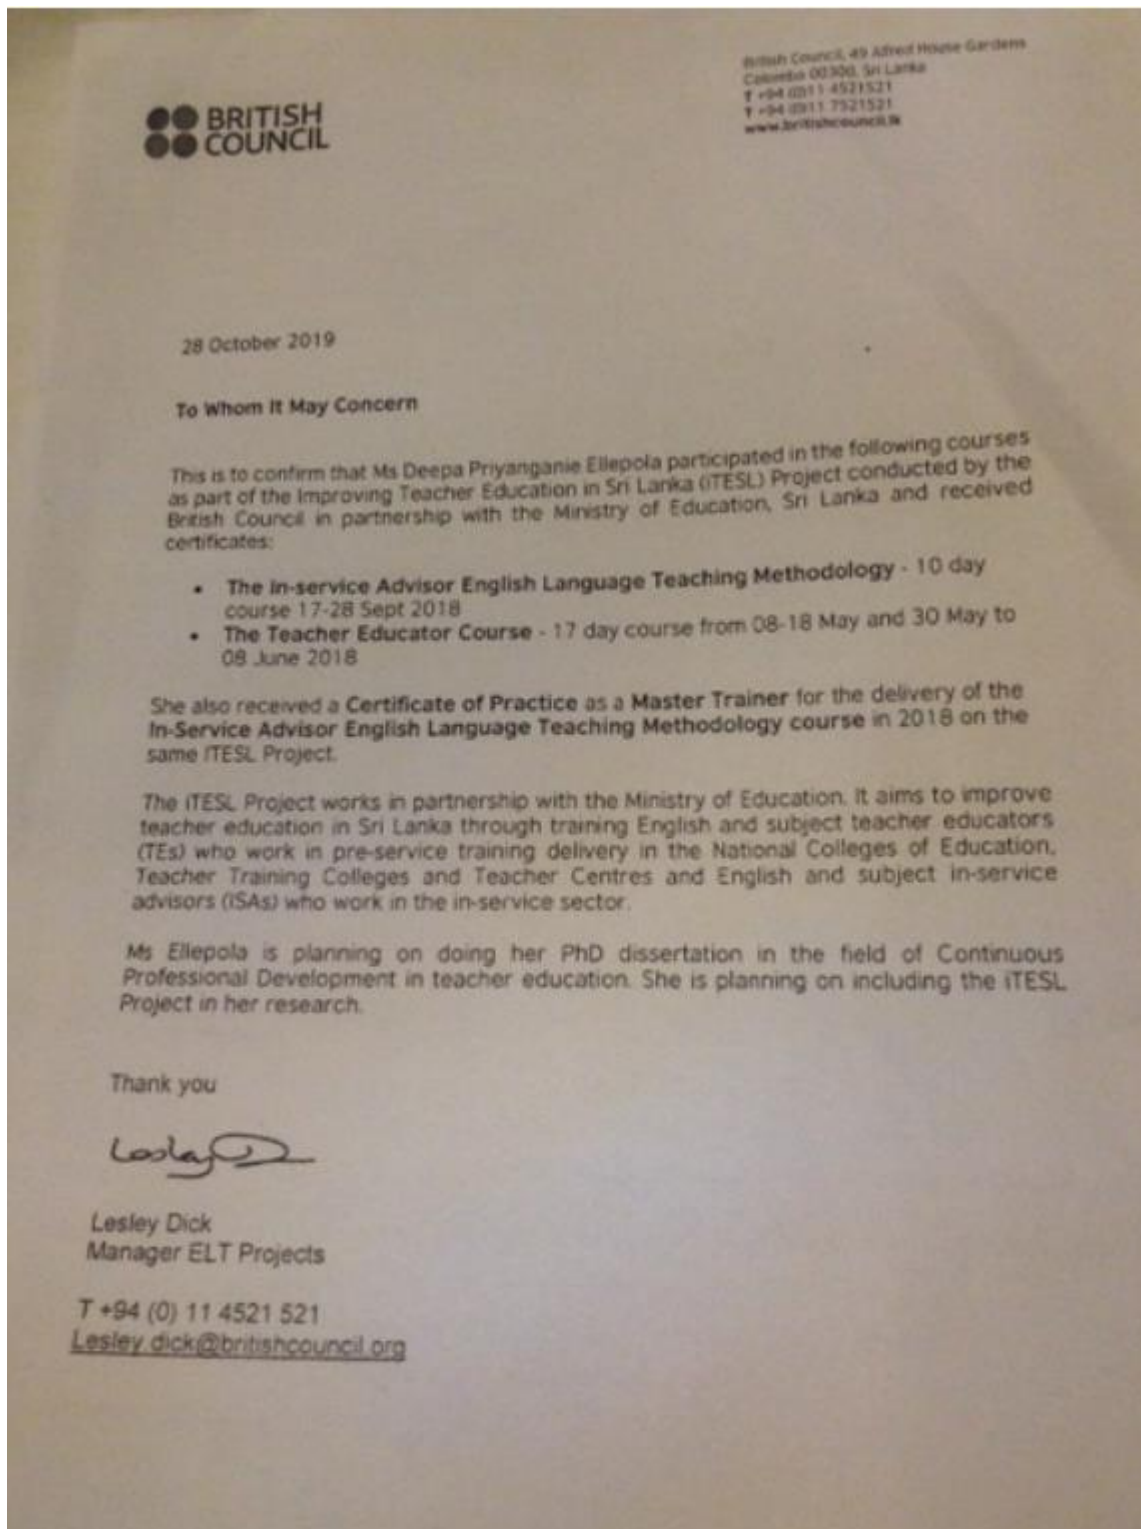 BRITISH
COUNCIL
British Council, 49 Alfred House Gardens
Colombo 00300, Sri Lanka
T +94 (0)11 4521521
T +94 (0)11 7521521
www.britishcouncil.lk
28 October 2019
To Whom It May Concern
This is to confirm that Ms Deepa Priyanganie Ellepola participated in the following courses
as part of the Improving Teacher Education in Sri Lanka (iTESL) Project conducted by the
British Council in partnership with the Ministry of Education, Sri Lanka and received
certificates:
• The In-service Advisor English Language Teaching Methodology - 10 day
course 17-28 Sept 2018
• The Teacher Educator Course - 17 day course from 08-18 May and 30 May to
08 June 2018
She also received a Certificate of Practice as a Master Trainer for the delivery of the
In-Service Advisor English Language Teaching Methodology course in 2018 on the
same iTESL Project.
The iTESL Project works in partnership with the Ministry of Education. It aims to improve
teacher education in Sri Lanka through training English and subject teacher educators
(TEs) who work in pre-service training delivery in the National Colleges of Education,
Teacher Training Colleges and Teacher Centres and English and subject in-service
advisors (ISAs) who work in the in-service sector.
Ms Ellepola is planning on doing her PhD dissertation in the field of Continuous
Professional Development in teacher education. She is planning on including the iTESL
Project in her research.
Thank you
Lesley D
Lesley Dick
Manager ELT Projects
T +94 (0) 11 4521 521
Lesley.dick@britishcouncil.org